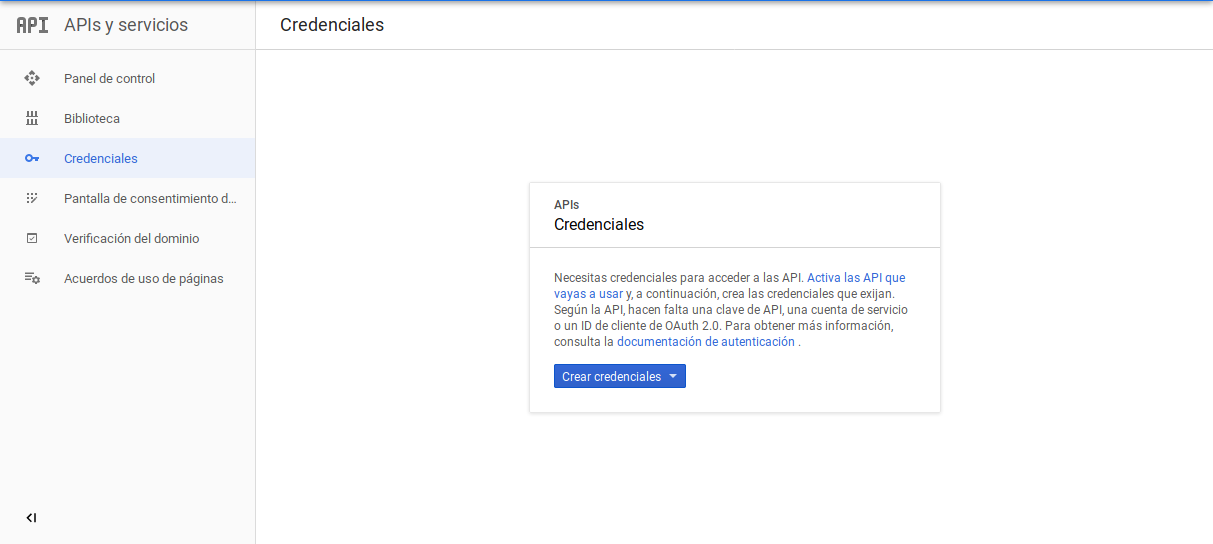 API APIs y servicios
Credenciales
Panel de control
Biblioteca
Credenciales
Pantalla de consentimiento d...
Verificación del dominio
Acuerdos de uso de páginas
APIs
Credenciales
Necesitas credenciales para acceder a las API. Activa las API que
vayas a usar y, a continuación, crea las credenciales que exijan.
Según la API, hacen falta una clave de API, una cuenta de servicio
o un ID de cliente de OAuth 2.0. Para obtener más información,
consulta la documentación de autenticación .
Crear credenciales